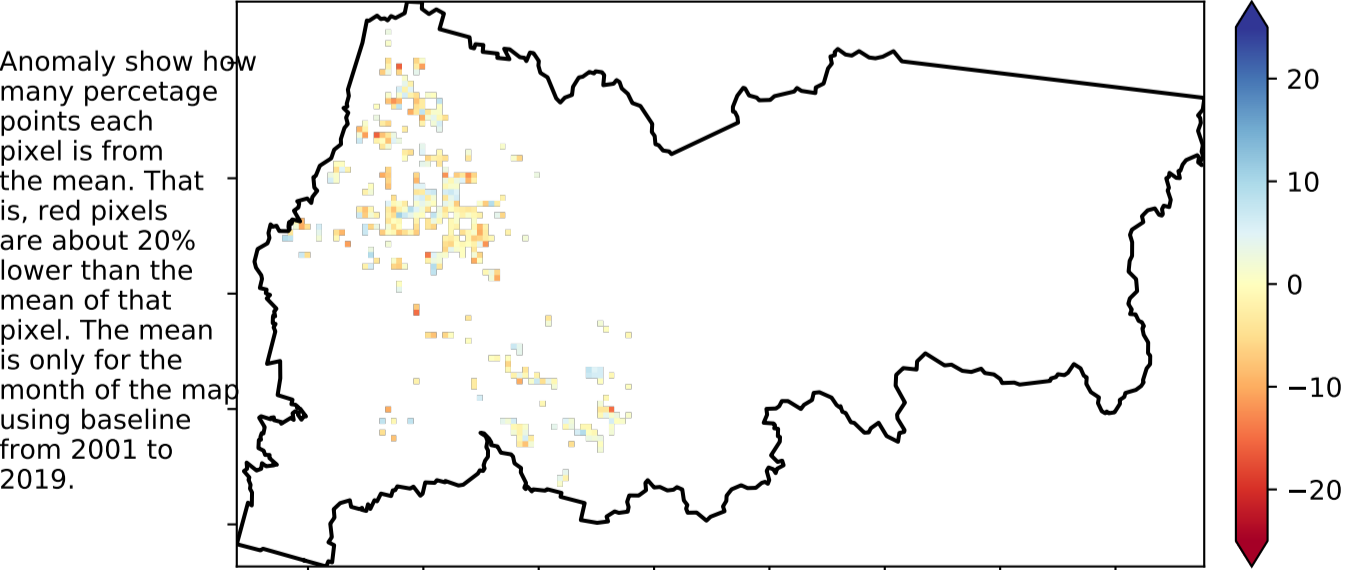 Anomaly show how
many percetage
points each
pixel is from
the mean. That
is, red pixels
are about 20%
lower than the
mean of that
pixel. The mean
is only for the
month of the map
using baseline
from 2001 to
2019.
20
10
0
−10
−20